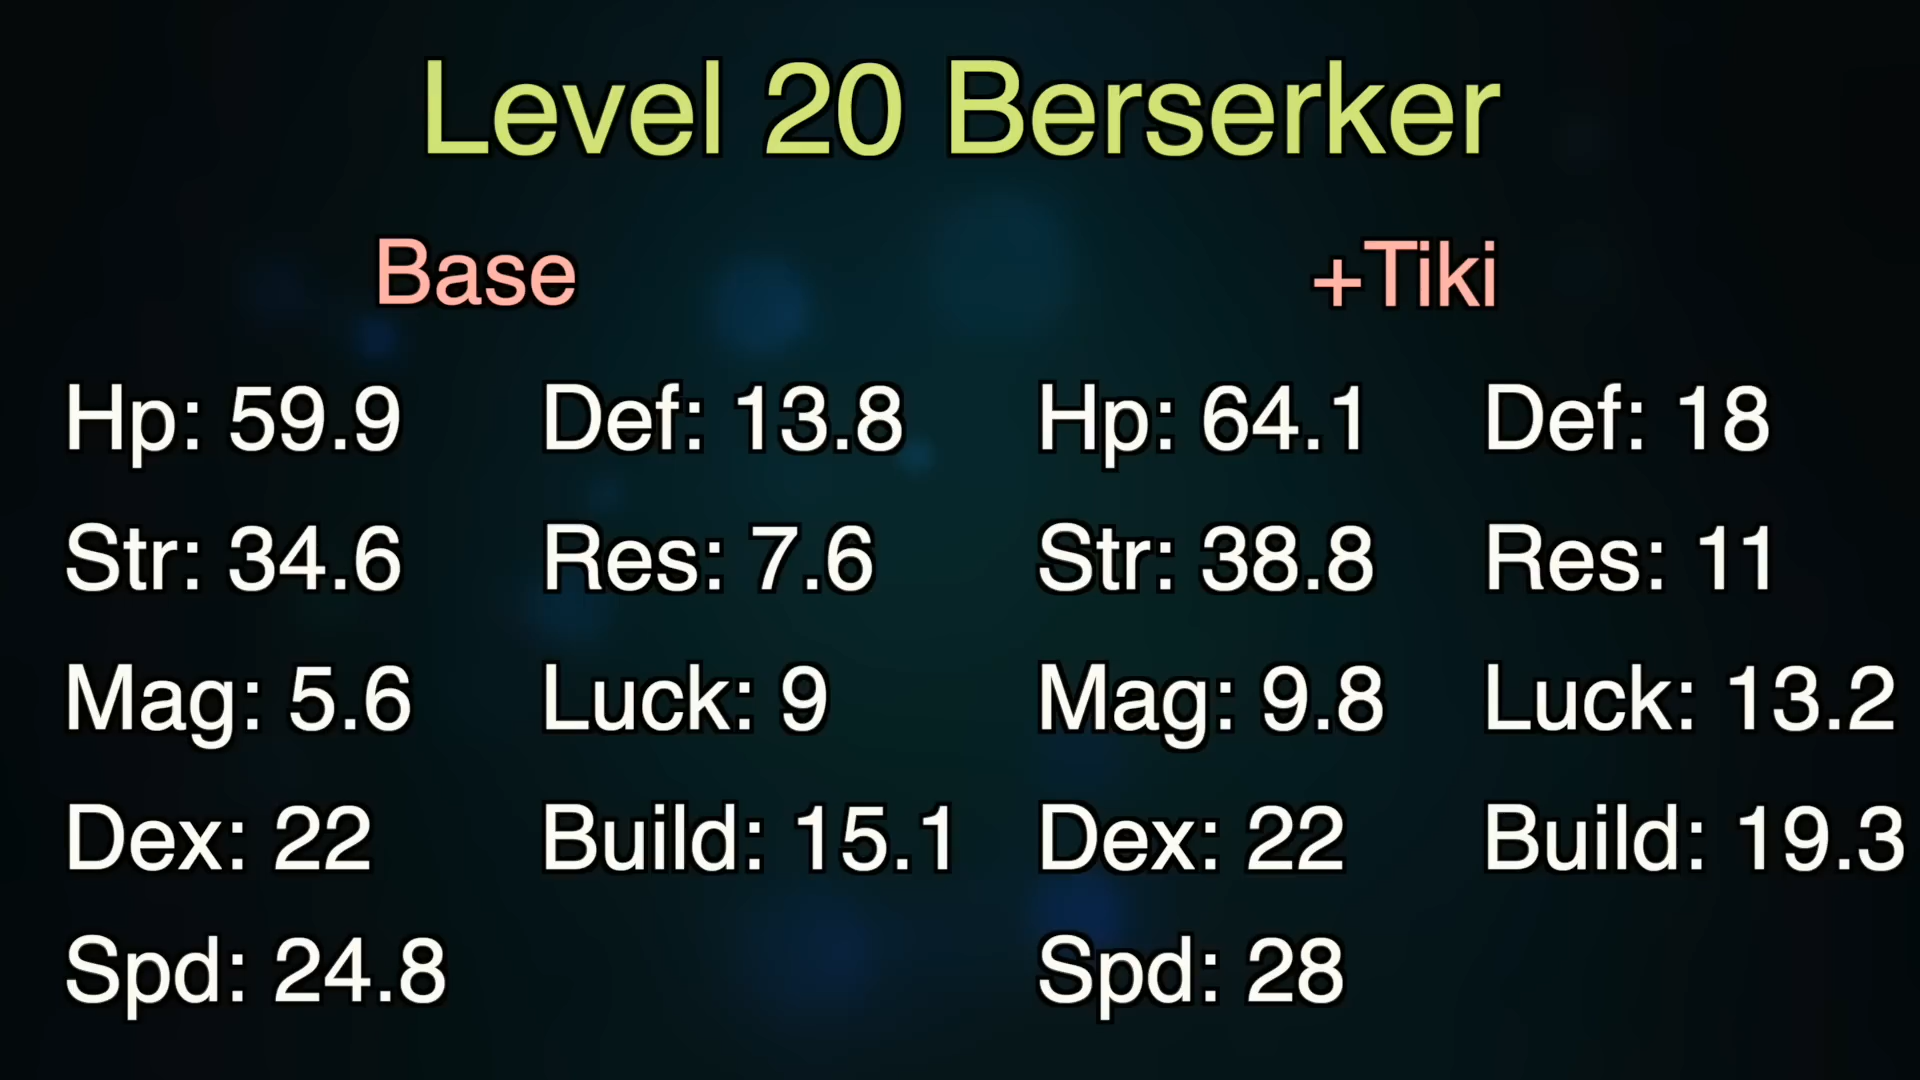 Level 20 Berserker
Base
+Tiki
Hp: 59.9 Def: 13.8 Hp: 64.1 Def: 18
Str: 34.6 Res: 7.6 Str: 38.8 Res: 11
Mag: 5.6 Luck: 9 Mag: 9.8 Luck: 13.2
Dex: 22 Build: 15.1 Dex: 22 Build: 19.3
Spd: 24.8 Spd: 28